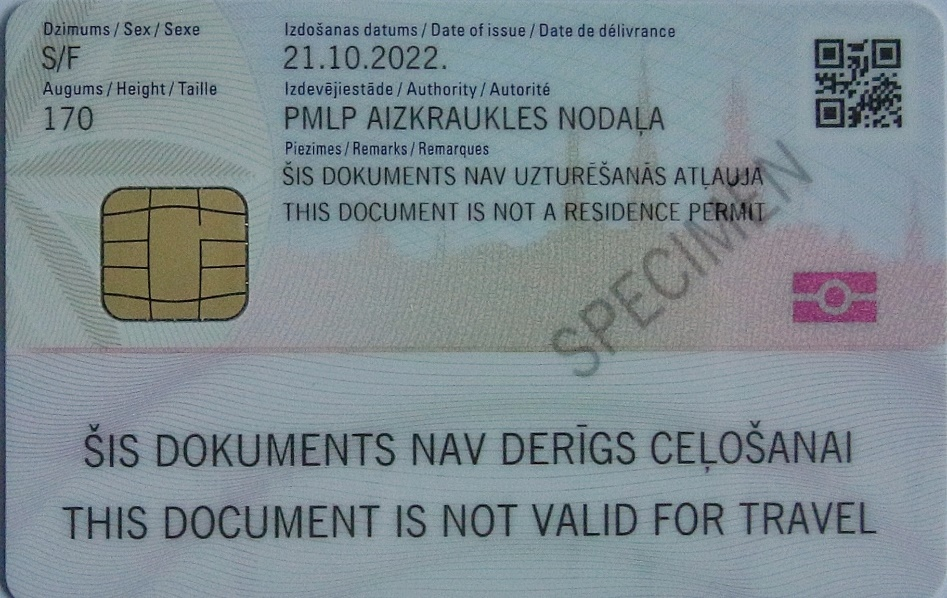 Dzimums / Sex / Sexe
S/F
Augums / Height / Taille
170
Izdošanas datums / Date of issue / Date de délivrance
21.10.2022.
Izdevējiestāde / Authority / Autorité
PMLP AIZKRAUKLES NODAĻA
Piezīmes / Remarks / Remarques
ŠIS DOKUMENTS NAV UZTURĒŠANĀS ATĻAUJA
THIS DOCUMENT IS NOT A RESIDENCE PERMIT
SPECIMEN
ŠIS DOKUMENTS NAV DERĪGS CEĻOŠANAI
THIS DOCUMENT IS NOT VALID FOR TRAVEL